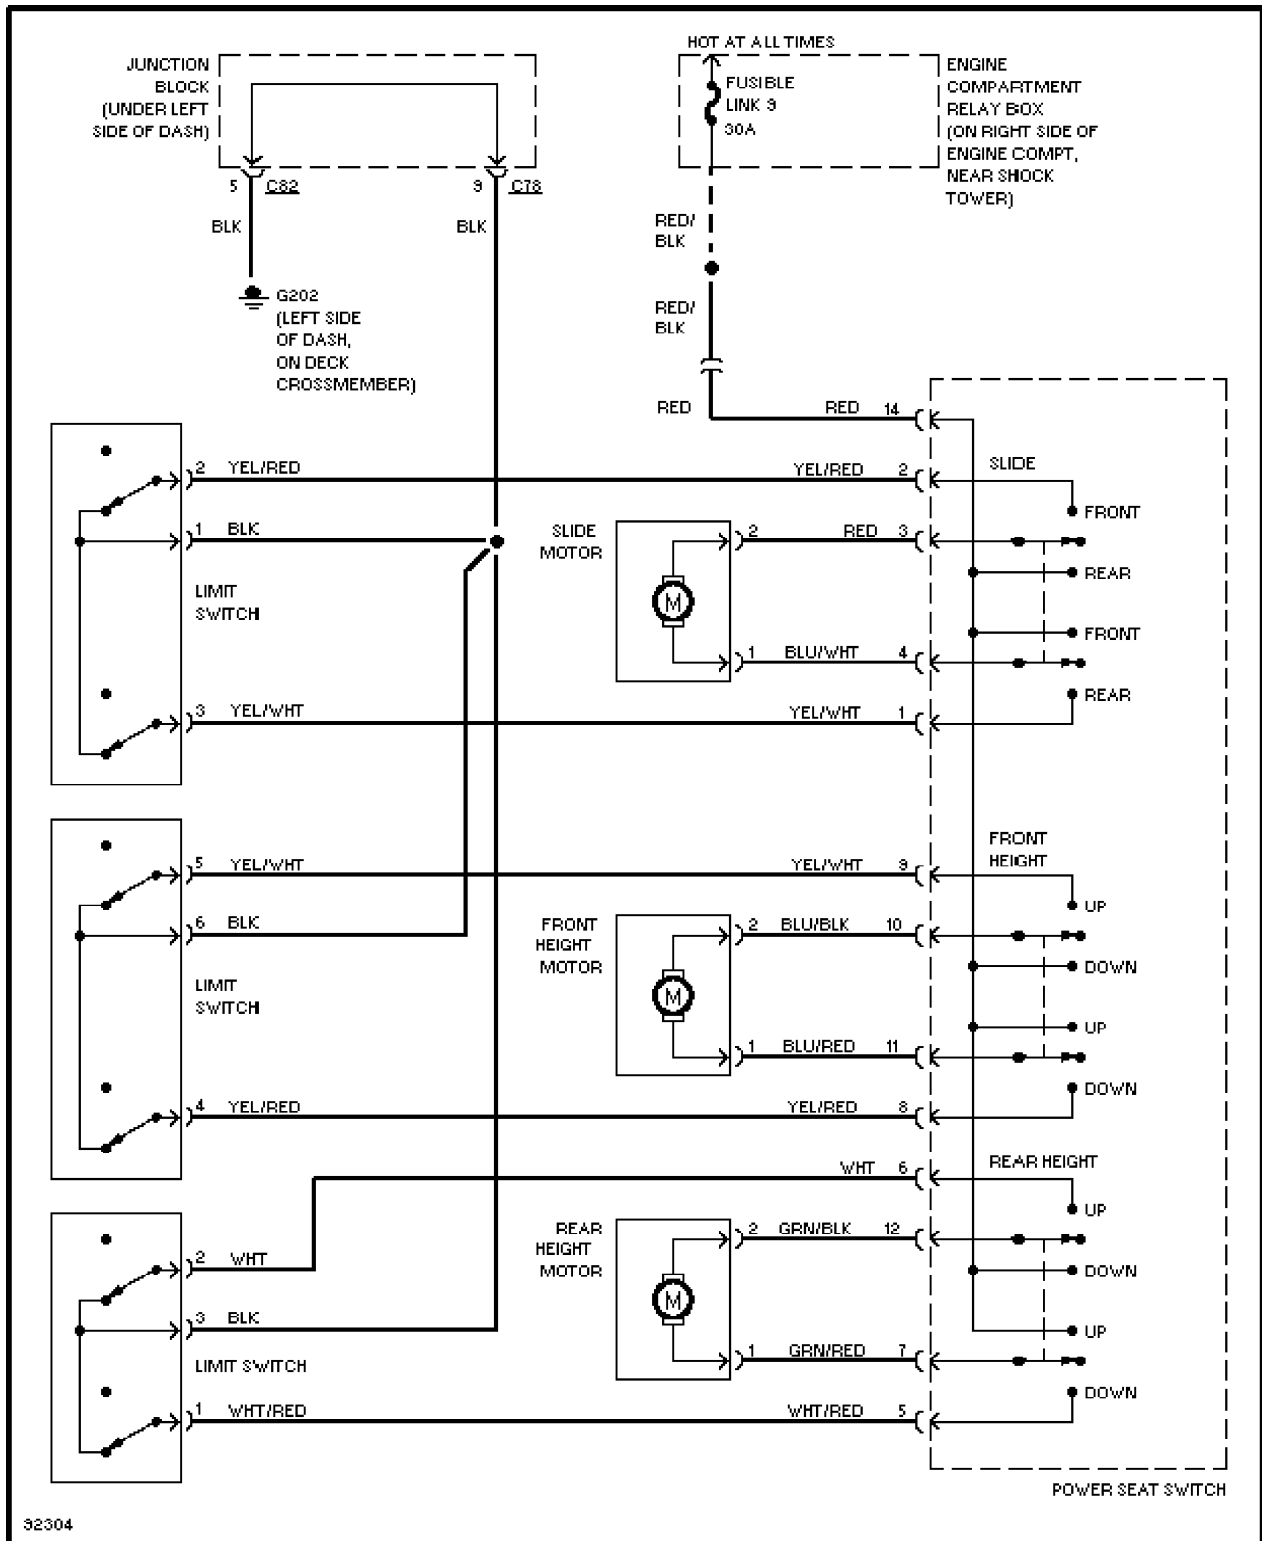 HOT AT ALL TIMES
JUNCTION
BLOCK
(UNDER LEFT
SIDE OF DASH)
FUSIBLE
LINK 9
30A
ENGINE
COMPARTMENT
RELAY BOX
(ON RIGHT SIDE OF
ENGINE COMPT,
NEAR SHOCK
TOWER)
5 C82
9 C78
BLK
BLK
RED/
BLK
G202
(LEFT SIDE
OF DASH,
ON DECK
CROSSMEMBER)
RED/
BLK
RED
RED 14
2 YEL/RED
YEL/RED 2
SLIDE
FRONT
1 BLK
SLIDE
MOTOR
2 RED 3
M
REAR
LIMIT
SWITCH
FRONT
1 BLU/WHT 4
REAR
3 YEL/WHT
YEL/WHT 1
FRONT
HEIGHT
5 YEL/WHT
YEL/WHT 9
UP
6 BLK
FRONT
HEIGHT
MOTOR
2 BLU/BLK 10
M
DOWN
LIMIT
SWITCH
UP
1 BLU/RED 11
DOWN
4 YEL/RED
YEL/RED 8
WHT 6
REAR HEIGHT
UP
REAR
HEIGHT
MOTOR
2 GRN/BLK 12
M
2 WHT
DOWN
3 BLK
UP
LIMIT SWITCH
1 GRN/RED 7
DOWN
1 WHT/RED
WHT/RED 5
POWER SEAT SWITCH
92304